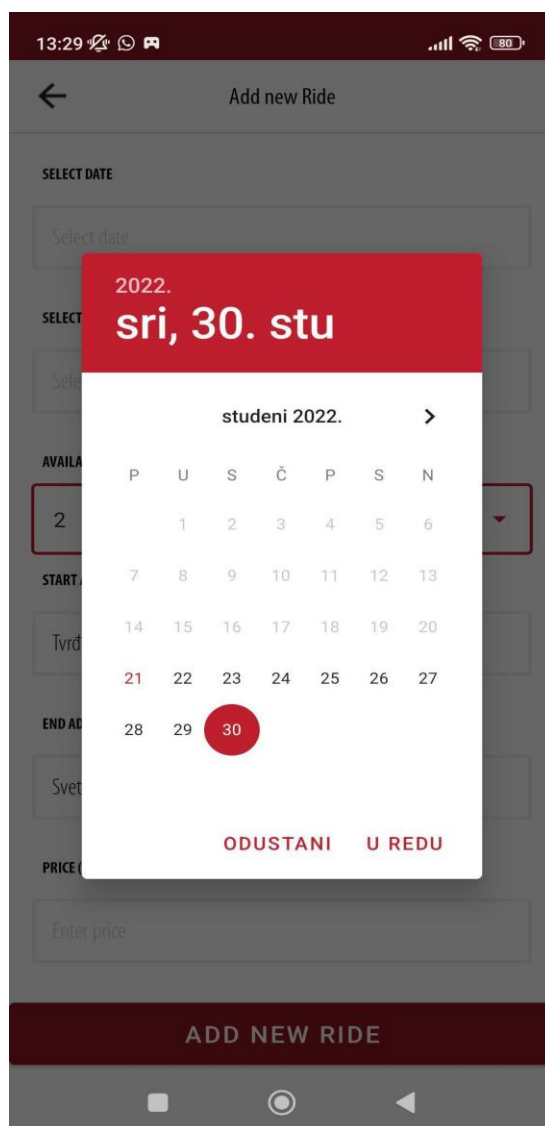 13:29 80
Add new Ride
SELECT DATE
Select date
2022.
sri, 30. stu
SELECT
Sele
studeni 2022.
AVAILA
P U S Č P S N
2
1 2 3 4 5 6
START
7 8 9 10 11 12 13
Tvrđ
14 15 16 17 18 19 20
21 22 23 24 25 26 27
END AD
28 29 30
Svet
ODUSTANI U REDU
PRICE (
Enter price
ADD NEW RIDE